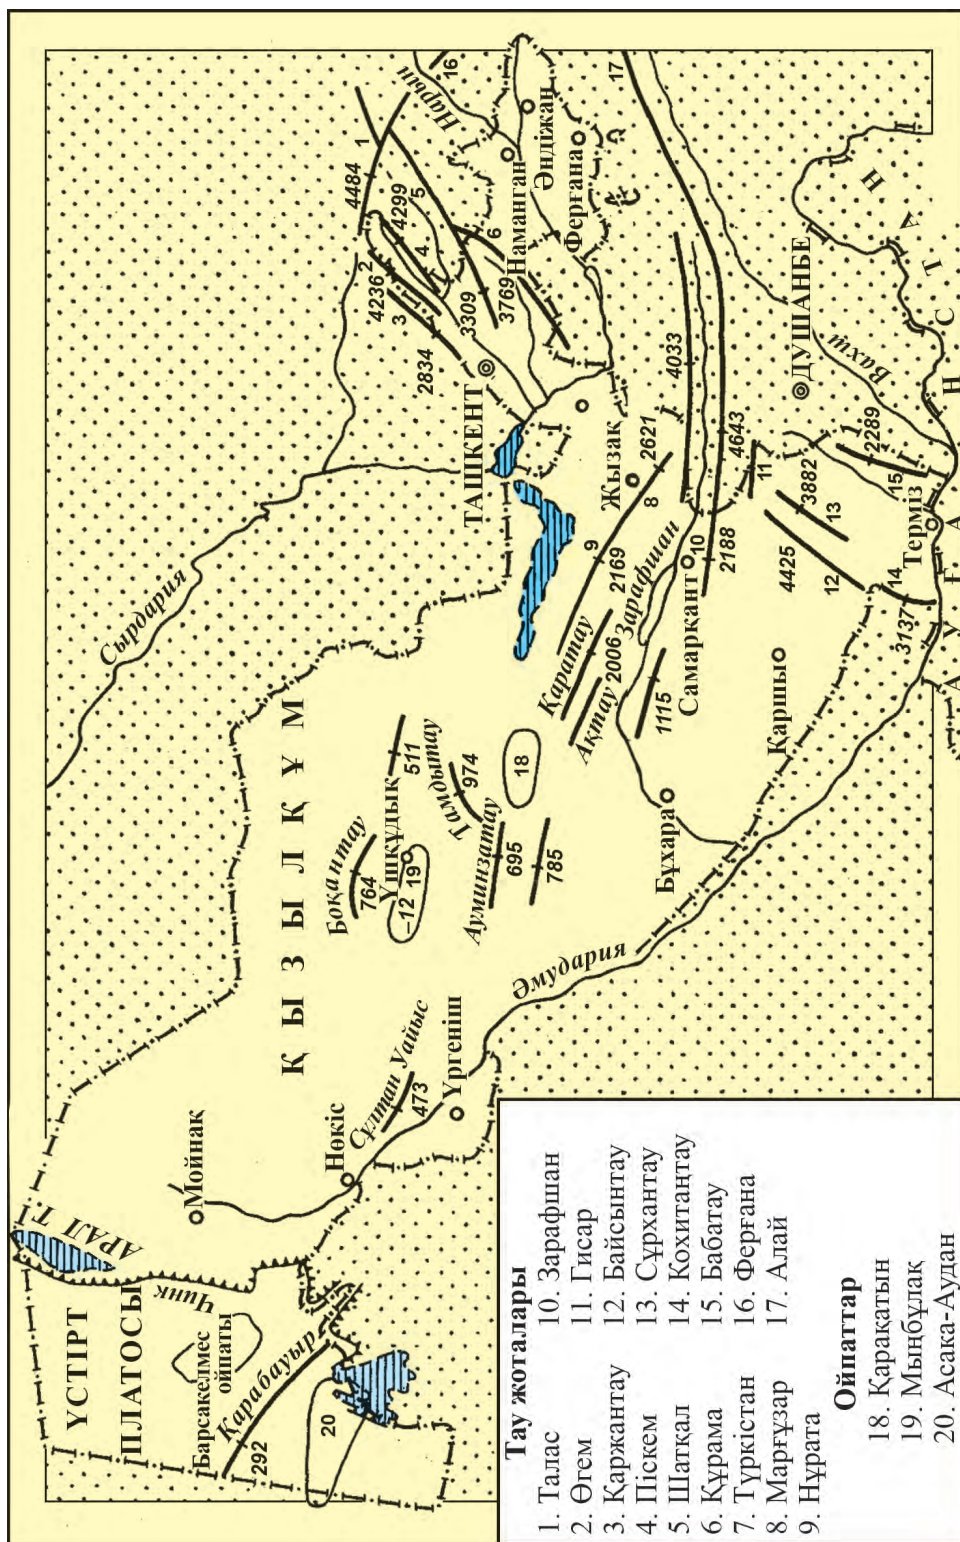 ҮСТІРТ
ПЛАТОСЫ
АРАЛ Т.
Чинк
Барсакелмес
ойпаты
Қарабауыр
292
20
Мойнак
Нөкіс
Сұлтан Уайыс
473
Үргеніш
ҚЫЗЫЛҚҰМ
Сырдария
Боқантау
764
Үшқұдық
–12
19
511
Тамдытау
974
Ауминзатау
695
785
18
Әмудария
Бұхара
Қаршы
Қаратау
Ақтау
2006
2169
9
Зарафшан
1115
Самарқант
10
2188
Жызақ
8
2621
ТАШКЕНТ
2834
3
4236
2
4484
1
4299
4
5
3309
3769
6
Нарын
16
Наманган
Әндіжан
Ферғана
17
4033
4643
11
ДУШАНБЕ
Вахш
3882
13
4425
12
14
3137
15
2289
Терміз
АУҒАНСТАН
Тау жоталары
1. Талас
2. Өгем
3. Қаржантау
4. Піскем
5. Шатқал
6. Құрама
7. Түркістан
8. Марғұзар
9. Нұрата
10. Зарафшан
11. Гисар
12. Байсынтау
13. Сұрхантау
14. Кохитаңтау
15. Бабатау
16. Ферғана
17. Алай
Ойпаттар
18. Қарақатын
19. Мыңбұлақ
20. Асака-Аудан